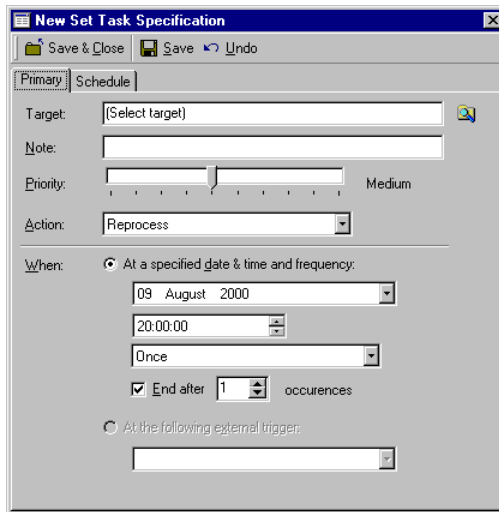 New Set Task Specification
Save & Close Save Undo
Primary Schedule
Target: (Select target)
Note:
Priority: Medium
Action: Reprocess
When: At a specified date & time and frequency:
09 August 2000
20:00:00
Once
End after 1 occurences
At the following external trigger: